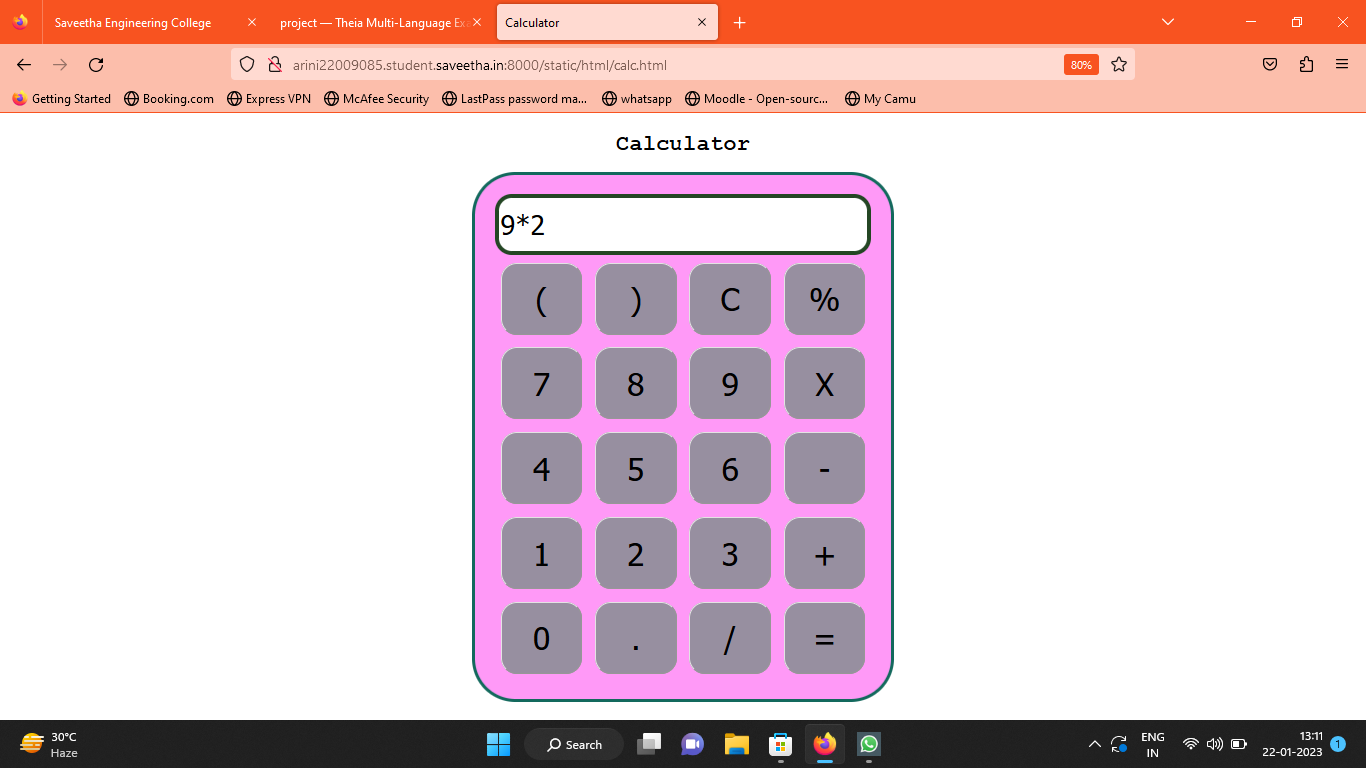 Saveetha Engineering College
project — Theia Multi-Language Exa
Calculator
arini22009085.student.saveetha.in:8000/static/html/calc.html
80%
Getting Started
Booking.com
Express VPN
McAfee Security
LastPass password ma...
whatsapp
Moodle - Open-sourc...
My Camu
Calculator
9*2
( ) C %
7 8 9 X
4 5 6 -
1 2 3 +
0 . / =
30°C
Haze
Search
ENG
IN
13:11
22-01-2023
1